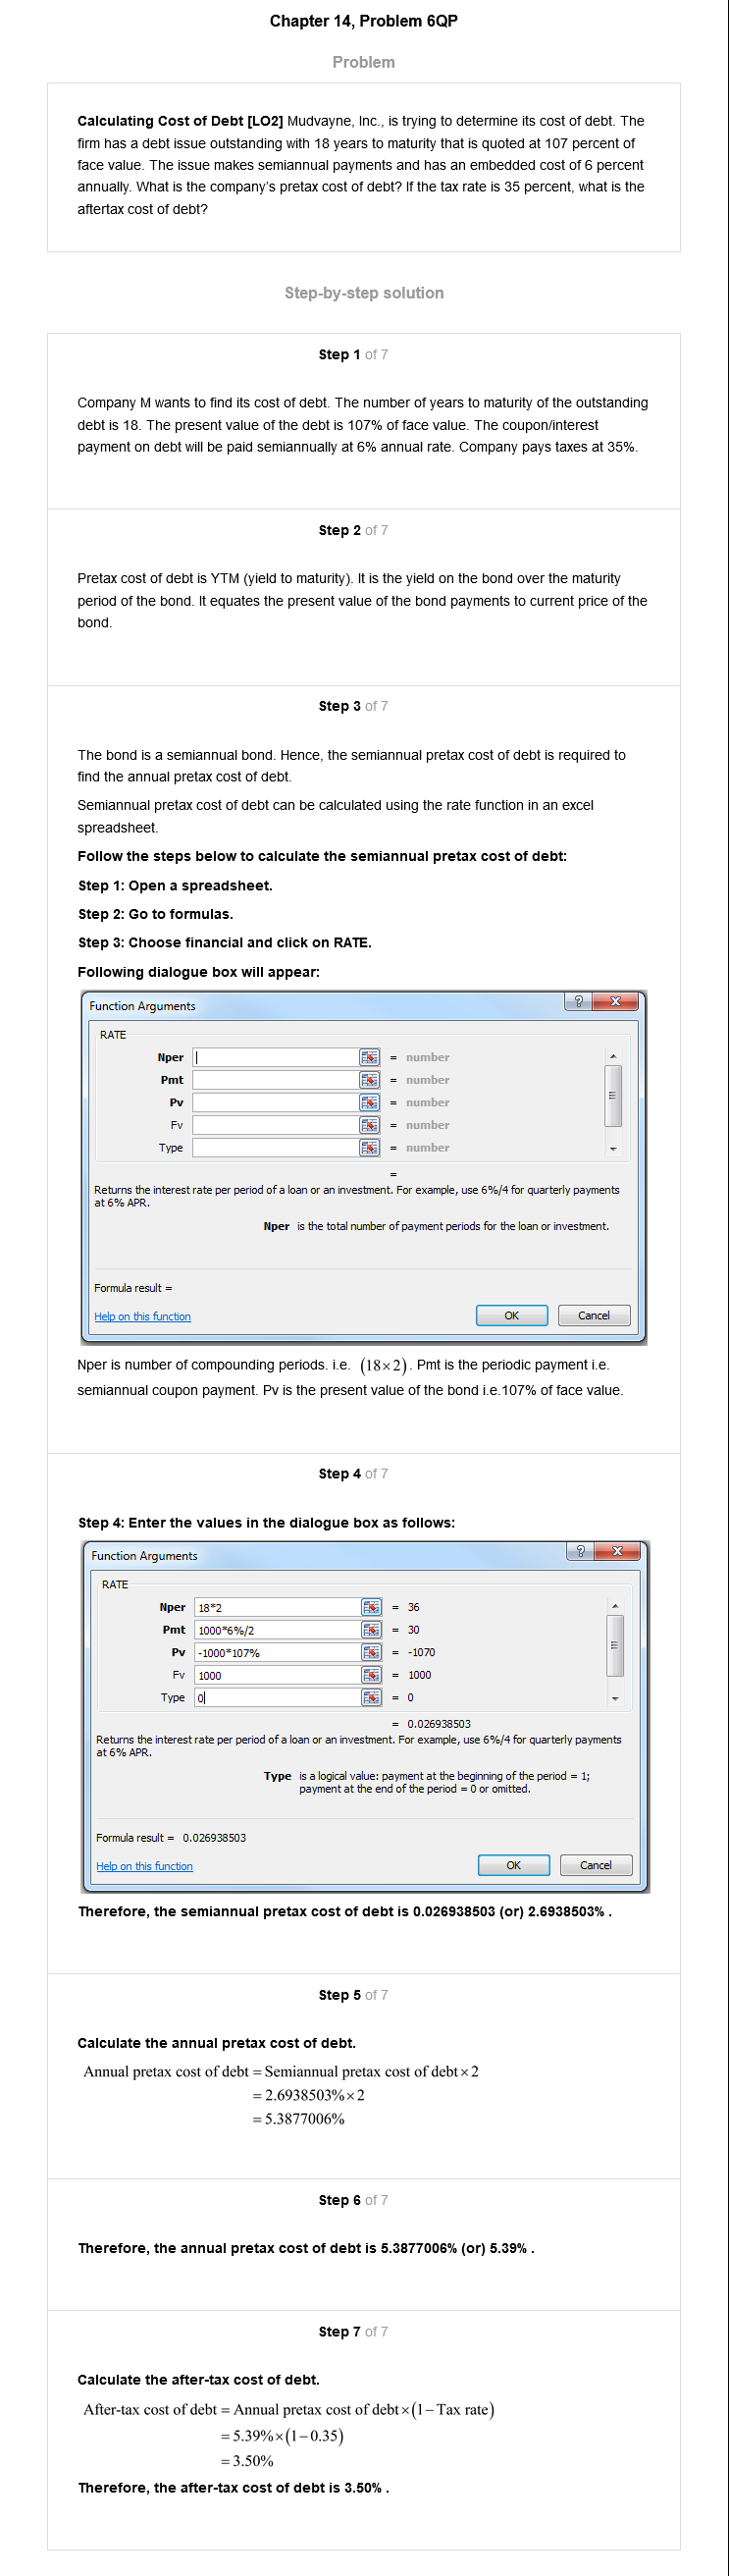 Chapter 14, Problem 6QP
Problem
Calculating Cost of Debt [LO2] Mudvayne, Inc., is trying to determine its cost of debt. The
firm has a debt issue outstanding with 18 years to maturity that is quoted at 107 percent of
face value. The issue makes semiannual payments and has an embedded cost of 6 percent
annually. What is the company's pretax cost of debt? If the tax rate is 35 percent, what is the
aftertax cost of debt?
Step-by-step solution
Step 1 of 7
Company M wants to find its cost of debt. The number of years to maturity of the outstanding
debt is 18. The present value of the debt is 107% of face value. The coupon/interest
payment on debt will be paid semiannually at 6% annual rate. Company pays taxes at 35%.
Step 2 of 7
Pretax cost of debt is YTM (yield to maturity). It is the yield on the bond over the maturity
period of the bond. It equates the present value of the bond payments to current price of the
bond.
Step 3 of 7
The bond is a semiannual bond. Hence, the semiannual pretax cost of debt is required to
find the annual pretax cost of debt.
Semiannual pretax cost of debt can be calculated using the rate function in an excel
spreadsheet.
Follow the steps below to calculate the semiannual pretax cost of debt:
Step 1: Open a spreadsheet.
Step 2: Go to formulas.
Step 3: Choose financial and click on RATE.
Following dialogue box will appear:
Function Arguments
RATE
Nper = number
Pmt = number
Pv = number
Fv = number
Type = number
=
Returns the interest rate per period of a loan or an investment. For example, use 6%/4 for quarterly payments
at 6% APR.
Nper is the total number of payment periods for the loan or investment.
Formula result =
Help on this function OK Cancel
Nper is number of compounding periods. i.e. (18×2). Pmt is the periodic payment i.e.
semiannual coupon payment. Pv is the present value of the bond i.e.107% of face value.
Step 4 of 7
Step 4: Enter the values in the dialogue box as follows:
Function Arguments
RATE
Nper 18*2 = 36
Pmt 1000*6%/2 = 30
Pv -1000*107% = -1070
Fv 1000 = 1000
Type 0 = 0
= 0.026938503
Returns the interest rate per period of a loan or an investment. For example, use 6%/4 for quarterly payments
at 6% APR.
Type is a logical value: payment at the beginning of the period = 1;
payment at the end of the period = 0 or omitted.
Formula result = 0.026938503
Help on this function OK Cancel
Therefore, the semiannual pretax cost of debt is 0.026938503 (or) 2.6938503% .
Step 5 of 7
Calculate the annual pretax cost of debt.
Annual pretax cost of debt = Semiannual pretax cost of debt×2
= 2.6938503%×2
= 5.3877006%
Step 6 of 7
Therefore, the annual pretax cost of debt is 5.3877006% (or) 5.39% .
Step 7 of 7
Calculate the after-tax cost of debt.
After-tax cost of debt = Annual pretax cost of debt×(1−Tax rate)
= 5.39%×(1−0.35)
= 3.50%
Therefore, the after-tax cost of debt is 3.50% .